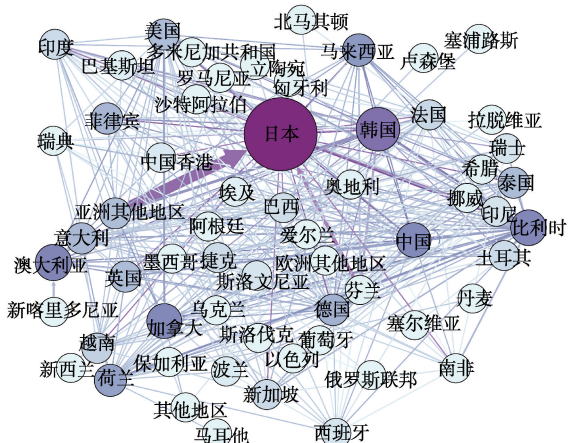 北马其顿
美国
塞浦路斯
印度
多米尼加共和国
马来西亚
卢森堡
巴基斯坦
立陶宛
罗马尼亚
匈牙利
沙特阿拉伯
法国
菲律宾
日本
韩国
拉脱维亚
瑞典
瑞士
中国香港
希腊
泰国
奥地利
埃及
挪威
亚洲其他地区
巴西
印尼
阿根廷
比利时
意大利
爱尔兰
中国
澳大利亚
墨西哥
捷克
欧洲其他地区
土耳其
英国
斯洛文尼亚
芬兰
新喀里多尼亚
乌克兰
德国
丹麦
加拿大
塞尔维亚
斯洛伐克
葡萄牙
越南
以色列
新西兰
保加利亚
波兰
南非
荷兰
俄罗斯联邦
新加坡
其他地区
马耳他
西班牙